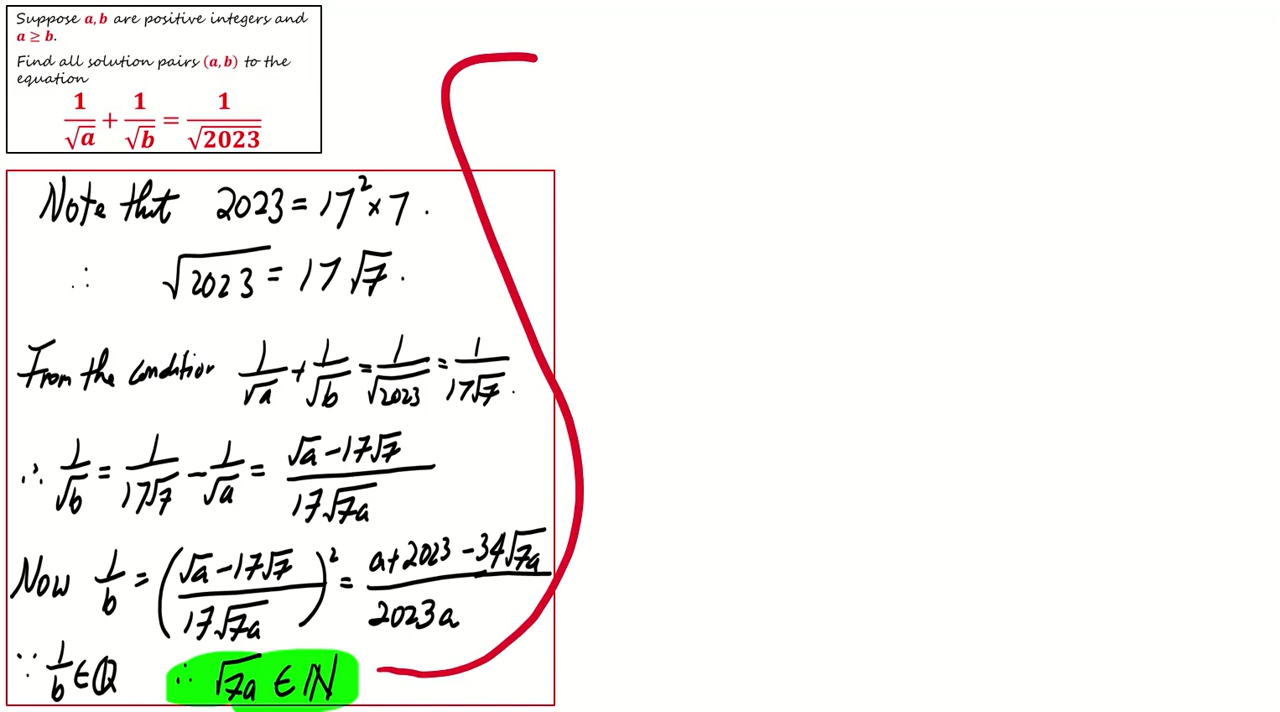 Suppose a, b are positive integers and
a ≥ b.
Find all solution pairs (a, b) to the
equation
1/√a + 1/√b = 1/√2023
Note that 2023 = 17² × 7.
∴ √2023 = 17√7.
From the condition 1/√a + 1/√b = 1/√2023 = 1/17√7.
∴ 1/√b = 1/17√7 − 1/√a = (√a − 17√7)/17√7a
Now 1/b = ((√a − 17√7)/17√7a)² = (a + 2023 − 34√7a)/2023a
∵ 1/b ∈ ℚ ∴ √7a ∈ ℕ